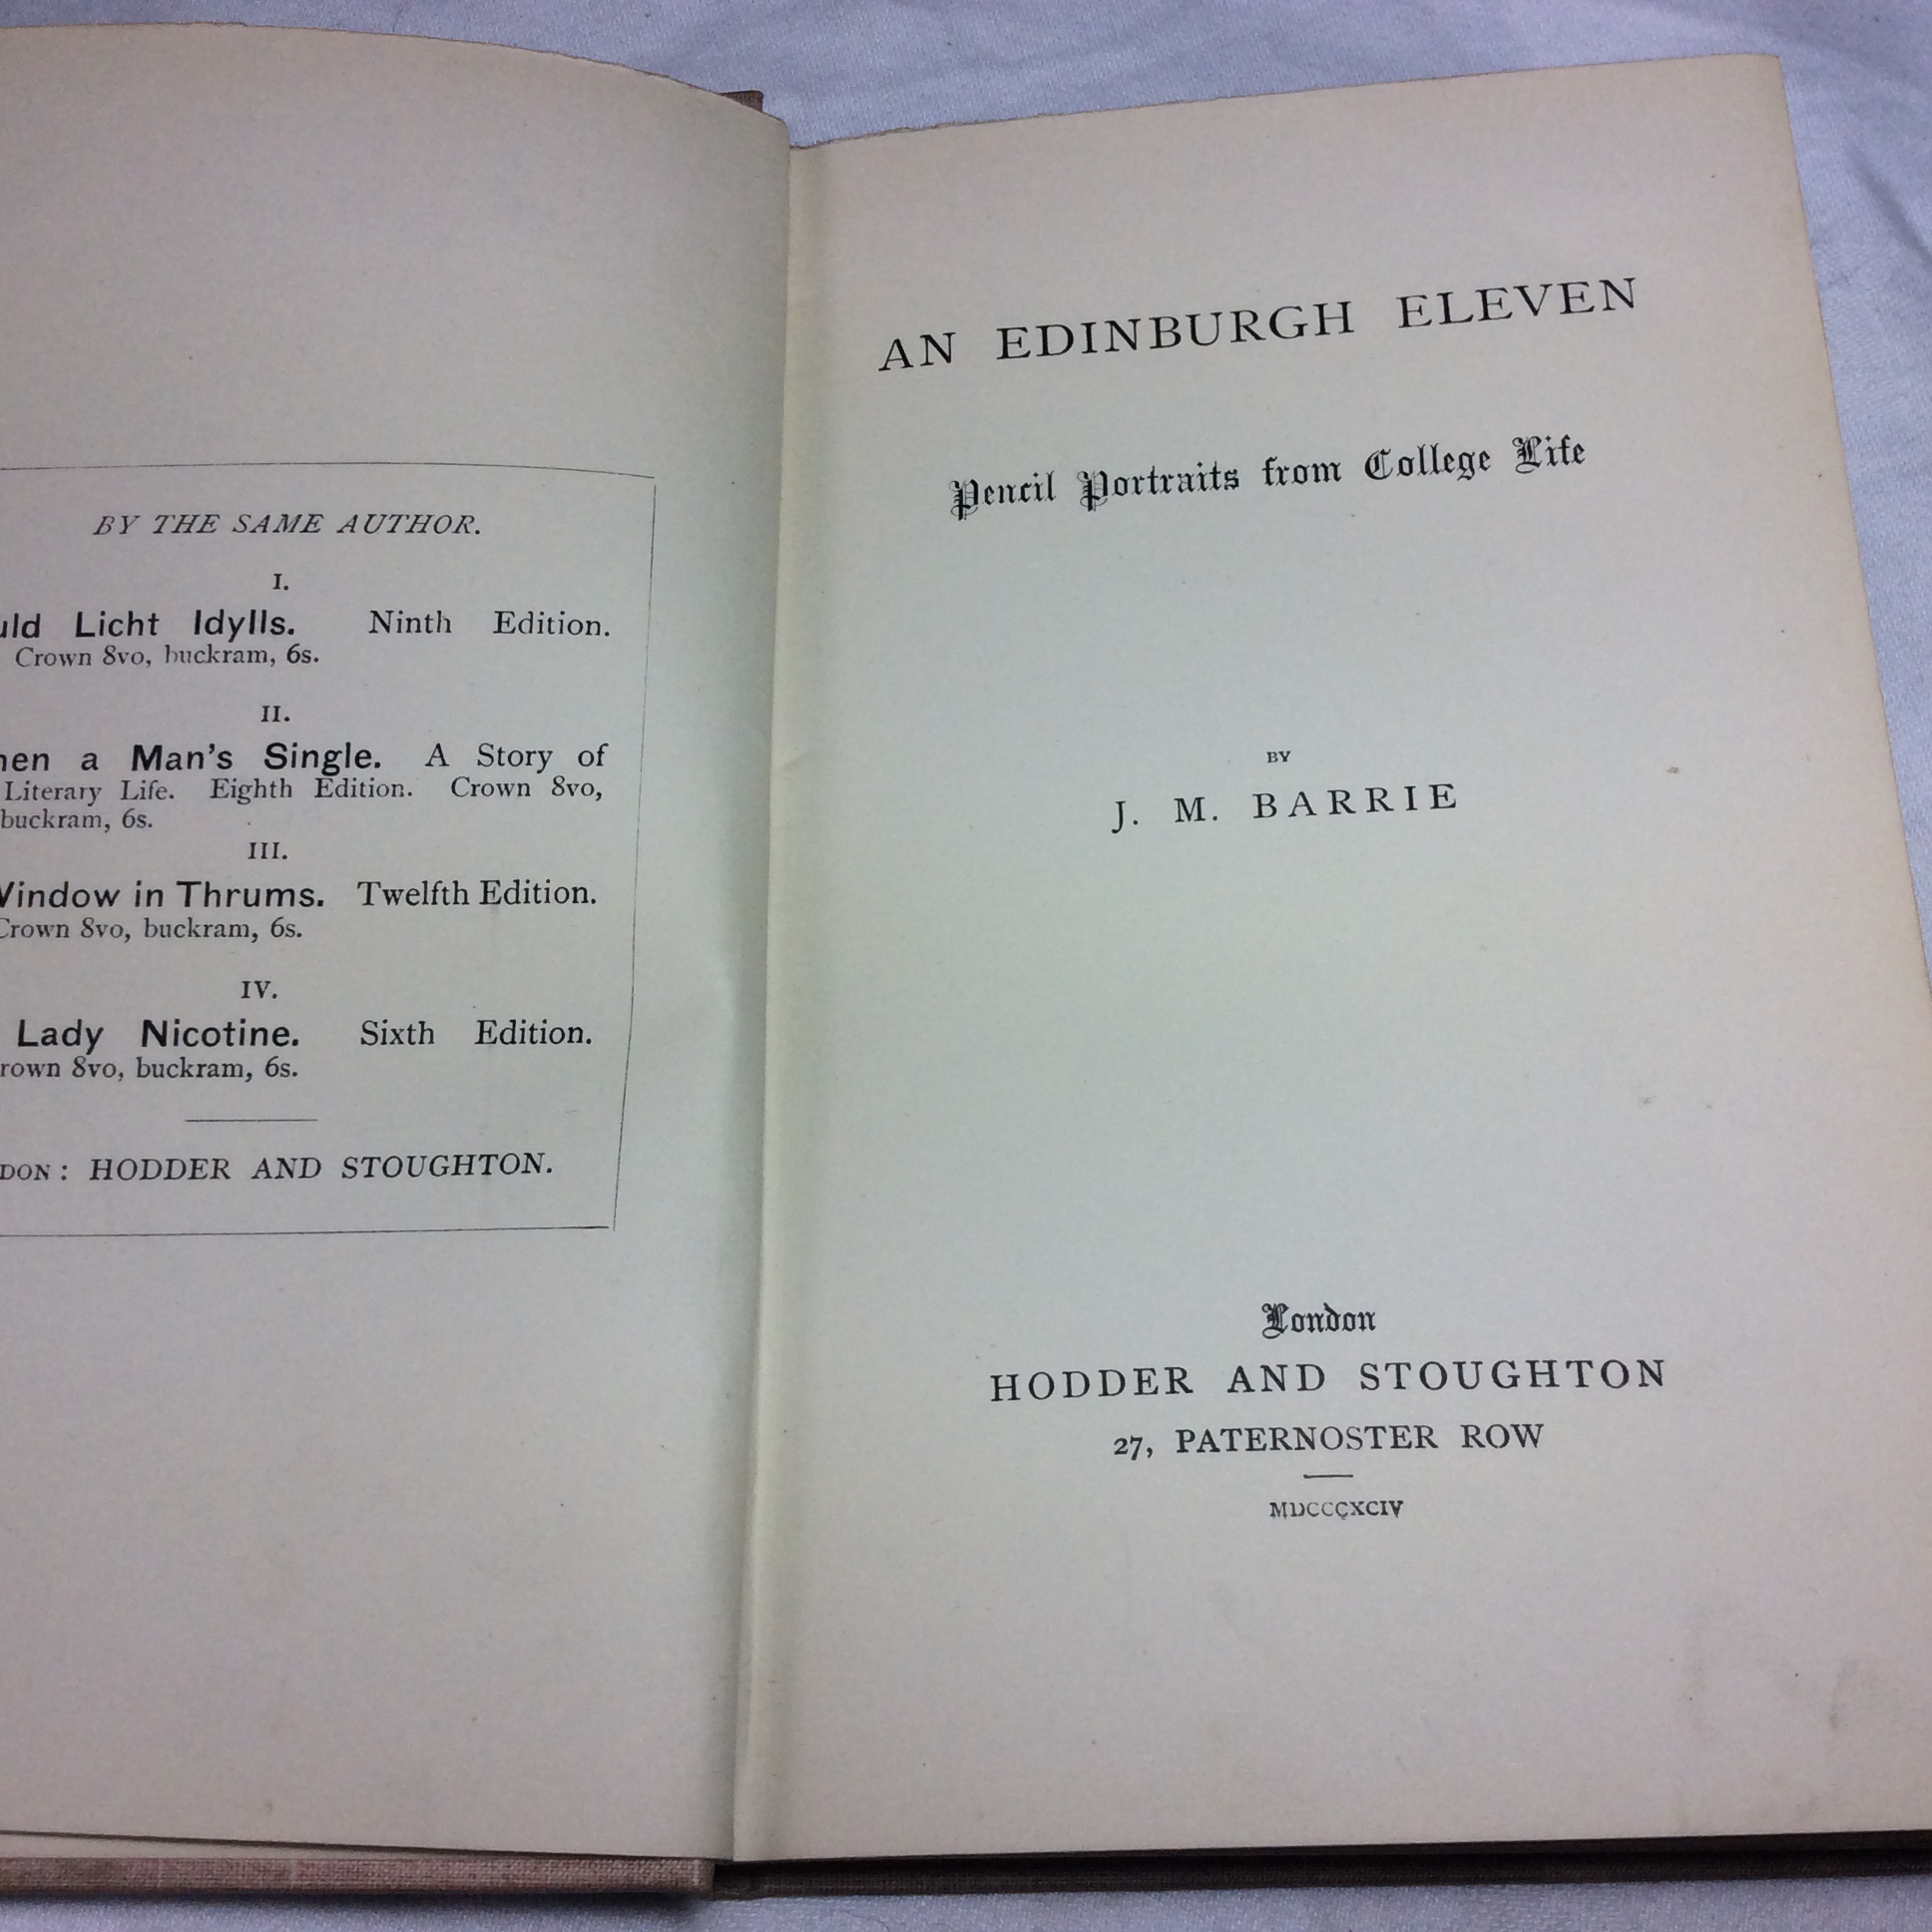 BY THE SAME AUTHOR.
I.
uld Licht Idylls. Ninth Edition.
Crown 8vo, buckram, 6s.
II.
hen a Man's Single. A Story of
Literary Life. Eighth Edition. Crown 8vo,
buckram, 6s.
III.
Window in Thrums. Twelfth Edition.
Crown 8vo, buckram, 6s.
IV.
Lady Nicotine. Sixth Edition.
rown 8vo, buckram, 6s.
DON: HODDER AND STOUGHTON.
AN EDINBURGH ELEVEN
Pencil Portraits from College Life
BY
J. M. BARRIE
London
HODDER AND STOUGHTON
27, PATERNOSTER ROW
MDCCCXCIV